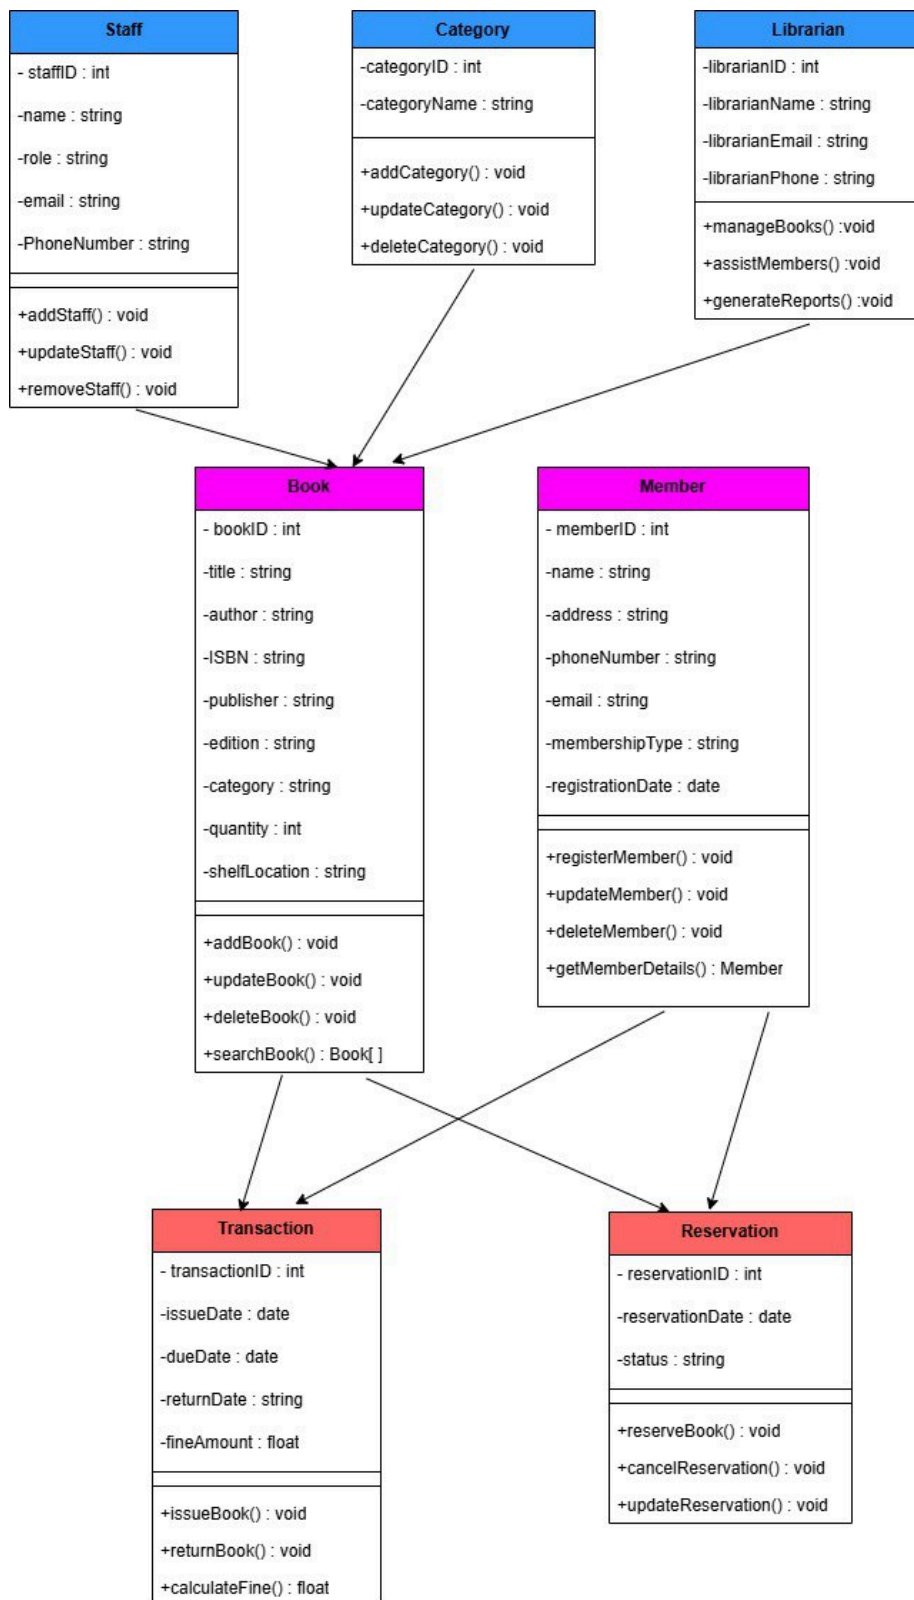 Staff
- staffID : int
-name : string
-role : string
-email : string
-PhoneNumber : string
+addStaff() : void
+updateStaff() : void
+removeStaff() : void
Category
-categoryID : int
-categoryName : string
+addCategory() : void
+updateCategory() : void
+deleteCategory() : void
Librarian
-librarianID : int
-librarianName : string
-librarianEmail : string
-librarianPhone : string
+manageBooks() :void
+assistMembers() :void
+generateReports() :void
Book
- bookID : int
-title : string
-author : string
-ISBN : string
-publisher : string
-edition : string
-category : string
-quantity : int
-shelfLocation : string
+addBook() : void
+updateBook() : void
+deleteBook() : void
+searchBook() : Book[ ]
Member
- memberID : int
-name : string
-address : string
-phoneNumber : string
-email : string
-membershipType : string
-registrationDate : date
+registerMember() : void
+updateMember() : void
+deleteMember() : void
+getMemberDetails() : Member
Transaction
- transactionID : int
-issueDate : date
-dueDate : date
-returnDate : string
-fineAmount : float
+issueBook() : void
+returnBook() : void
+calculateFine() : float
Reservation
- reservationID : int
-reservationDate : date
-status : string
+reserveBook() : void
+cancelReservation() : void
+updateReservation() : void